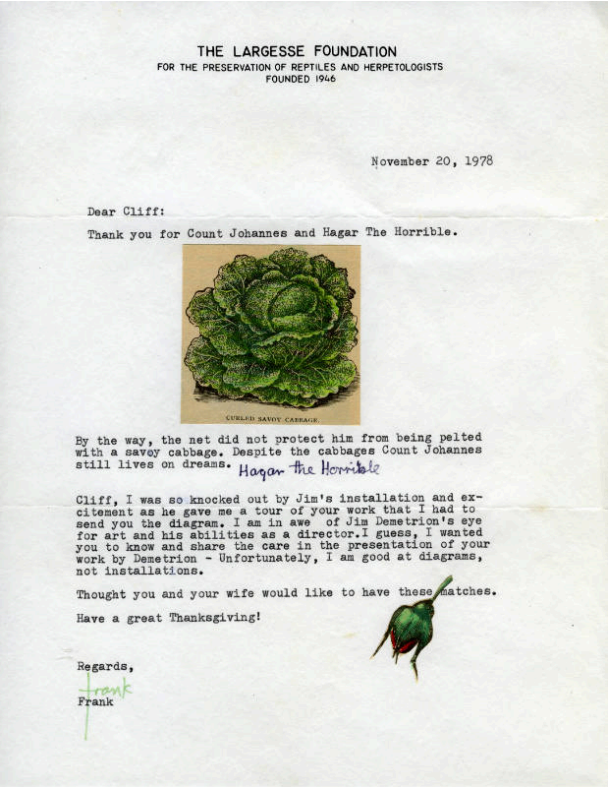 THE LARGESSE FOUNDATION
FOR THE PRESERVATION OF REPTILES AND HERPETOLOGISTS
FOUNDED 1946
November 20, 1978
Dear Cliff:
Thank you for Count Johannes and Hagar The Horrible.
CURLED SAVOY CABBAGE.
By the way, the net did not protect him from being pelted
with a savoy cabbage. Despite the cabbages Count Johannes
still lives on dreams. Hagar the Horrible
Cliff, I was so knocked out by Jim's installation and ex-
citement as he gave me a tour of your work that I had to
send you the diagram. I am in awe of Jim Demetrion's eye
for art and his abilities as a director.I guess, I wanted
you to know and share the care in the presentation of your
work by Demetrion - Unfortunately, I am good at diagrams,
not installations.
Thought you and your wife would like to have these matches.
Have a great Thanksgiving!
Regards,
frank
Frank